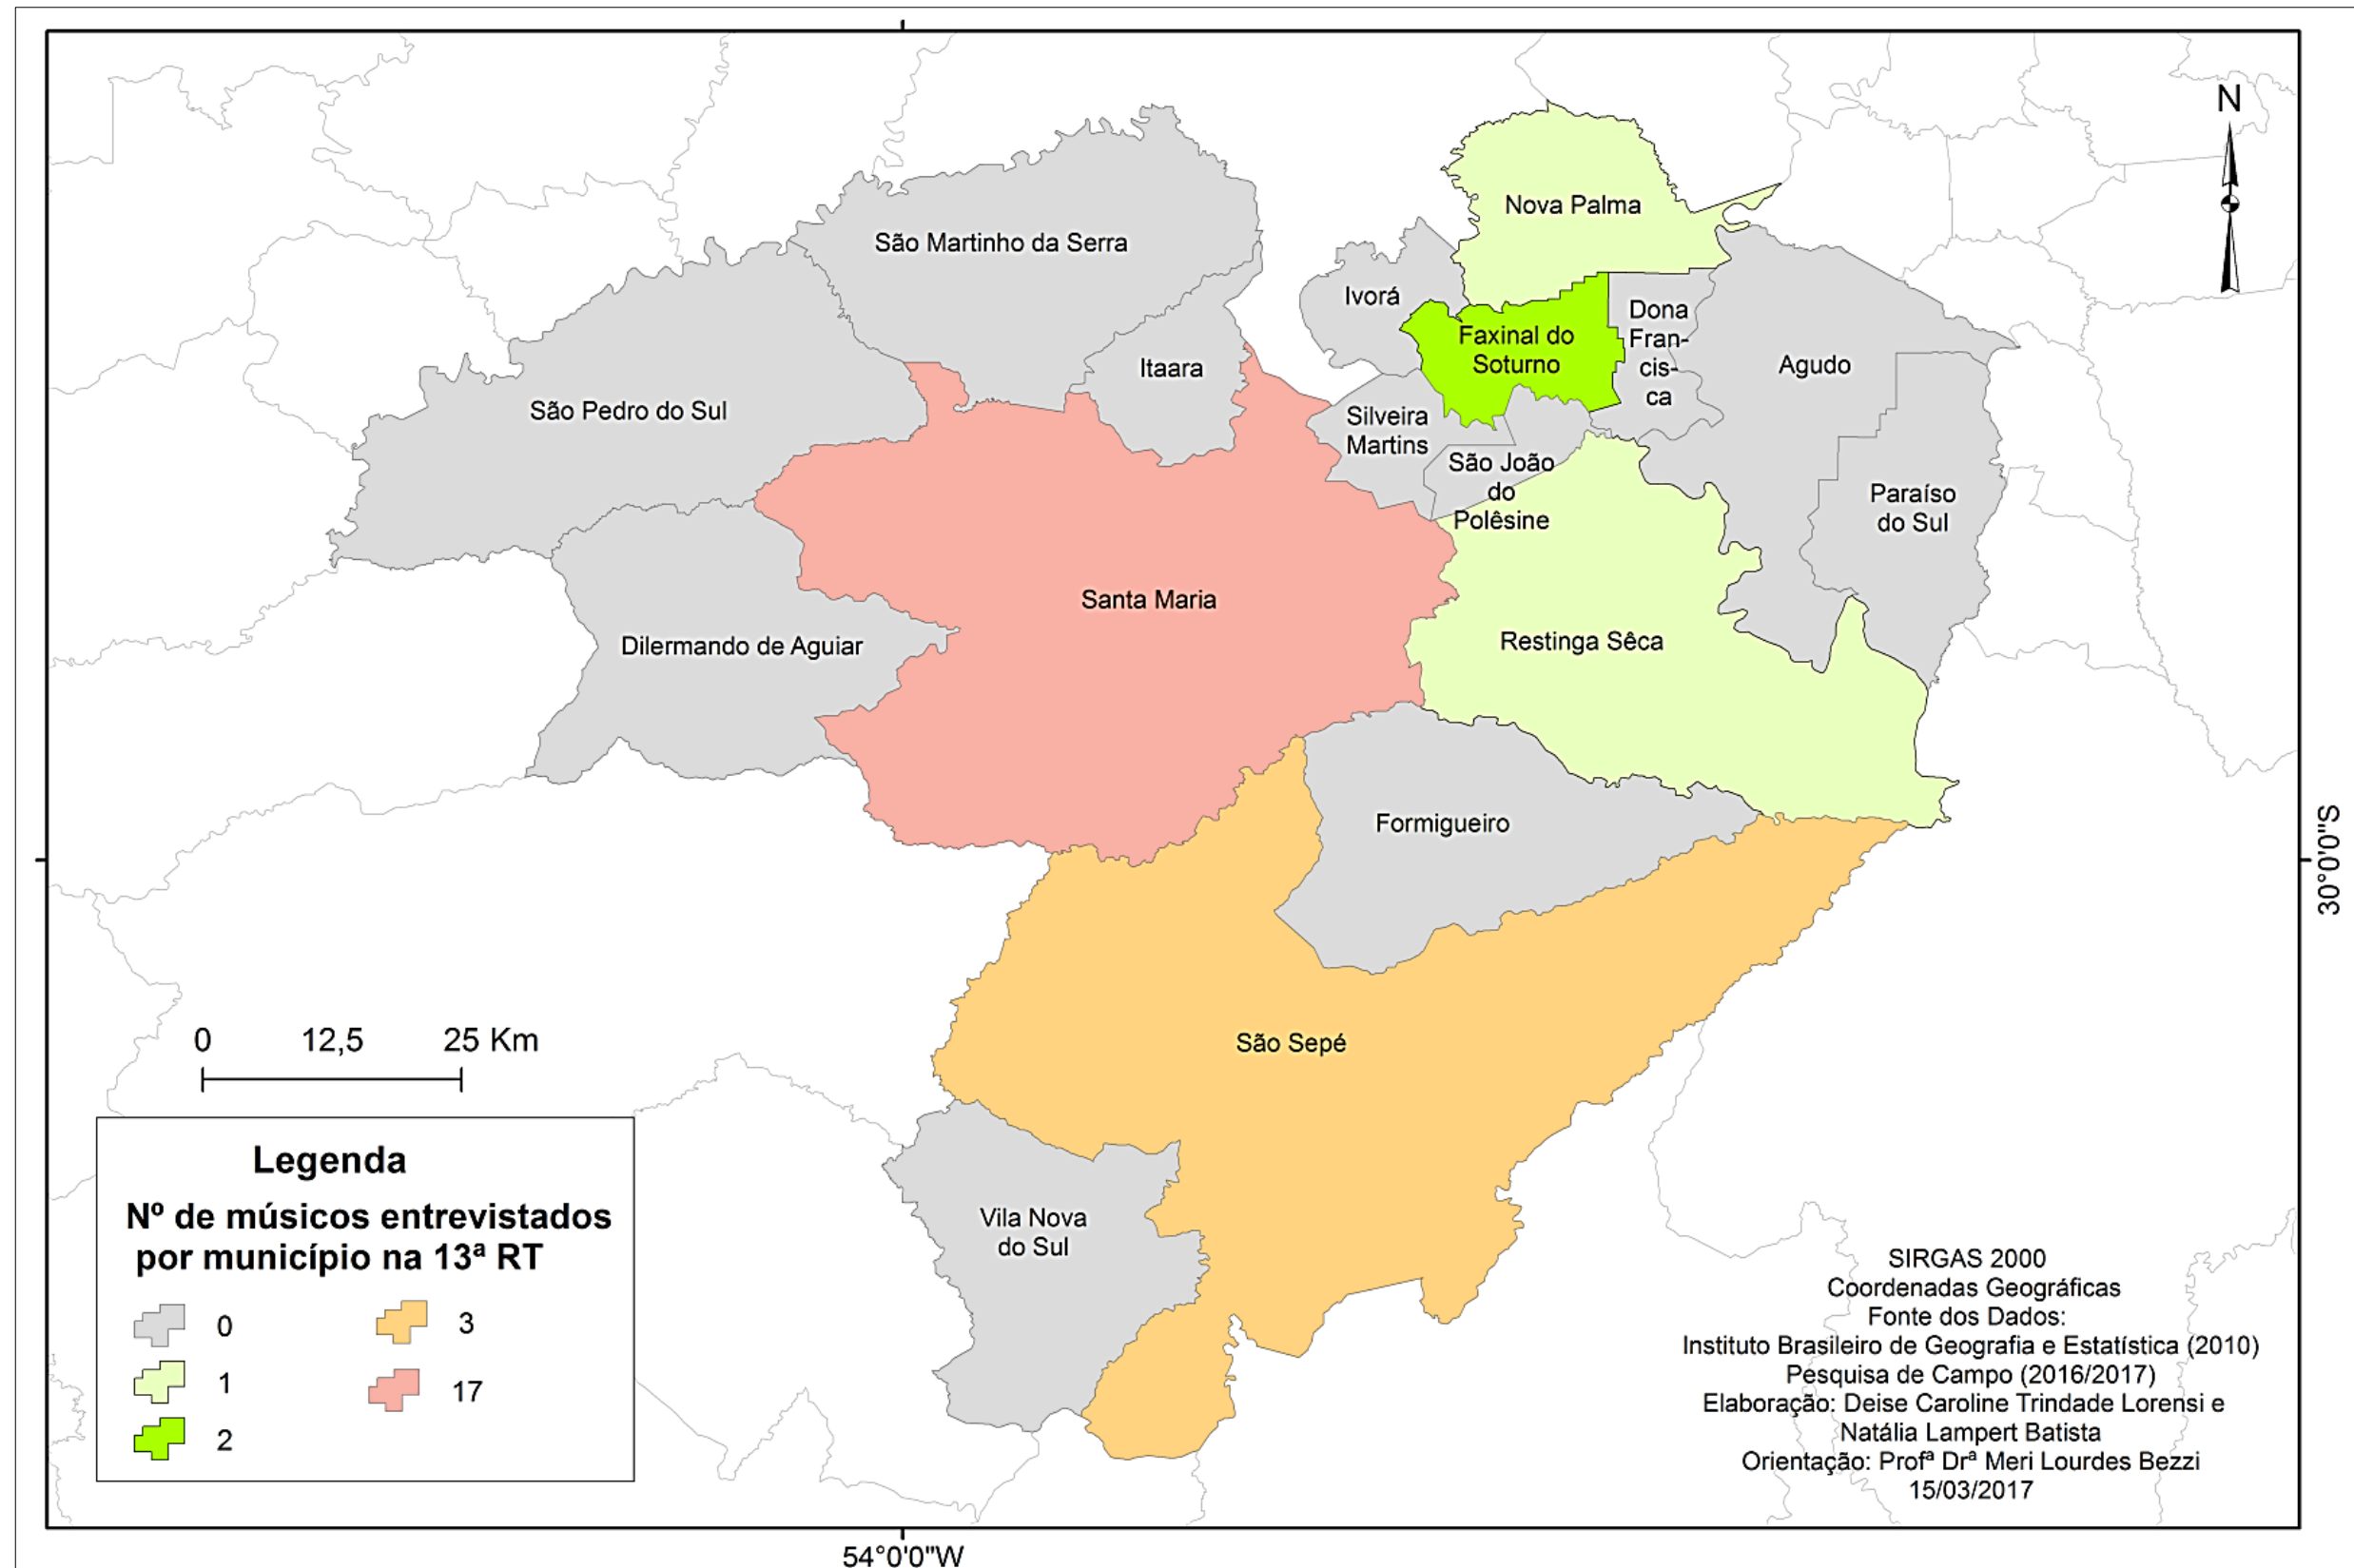 N
Nova Palma
São Martinho da Serra
Ivorá
Dona
Fran-
cis-
ca
Faxinal do
Soturno
Itaara
Agudo
São Pedro do Sul
Silveira
Martins
São João
do
Polêsine
Paraíso
do Sul
Santa Maria
Dilermando de Aguiar
Restinga Sêca
Formigueiro
30°0'0"S
São Sepé
0 12,5 25 Km
Vila Nova
do Sul
Legenda
Nº de músicos entrevistados
por município na 13ª RT
0
1
2
3
17
SIRGAS 2000
Coordenadas Geográficas
Fonte dos Dados:
Instituto Brasileiro de Geografia e Estatística (2010)
Pesquisa de Campo (2016/2017)
Elaboração: Deise Caroline Trindade Lorensi e
Natália Lampert Batista
Orientação: Profª Drª Meri Lourdes Bezzi
15/03/2017
54°0'0"W